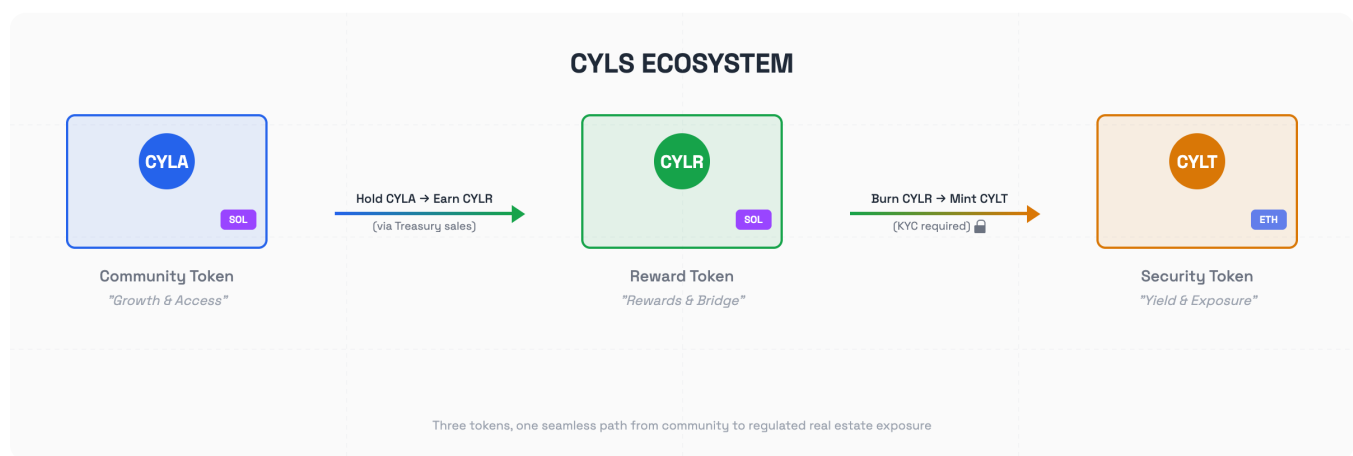 CYLS ECOSYSTEM
CYLA
SOL
Community Token
"Growth & Access"
Hold CYLA → Earn CYLR
(via Treasury sales)
CYLR
SOL
Reward Token
"Rewards & Bridge"
Burn CYLR → Mint CYLT
(KYC required)
CYLT
ETH
Security Token
"Yield & Exposure"
Three tokens, one seamless path from community to regulated real estate exposure